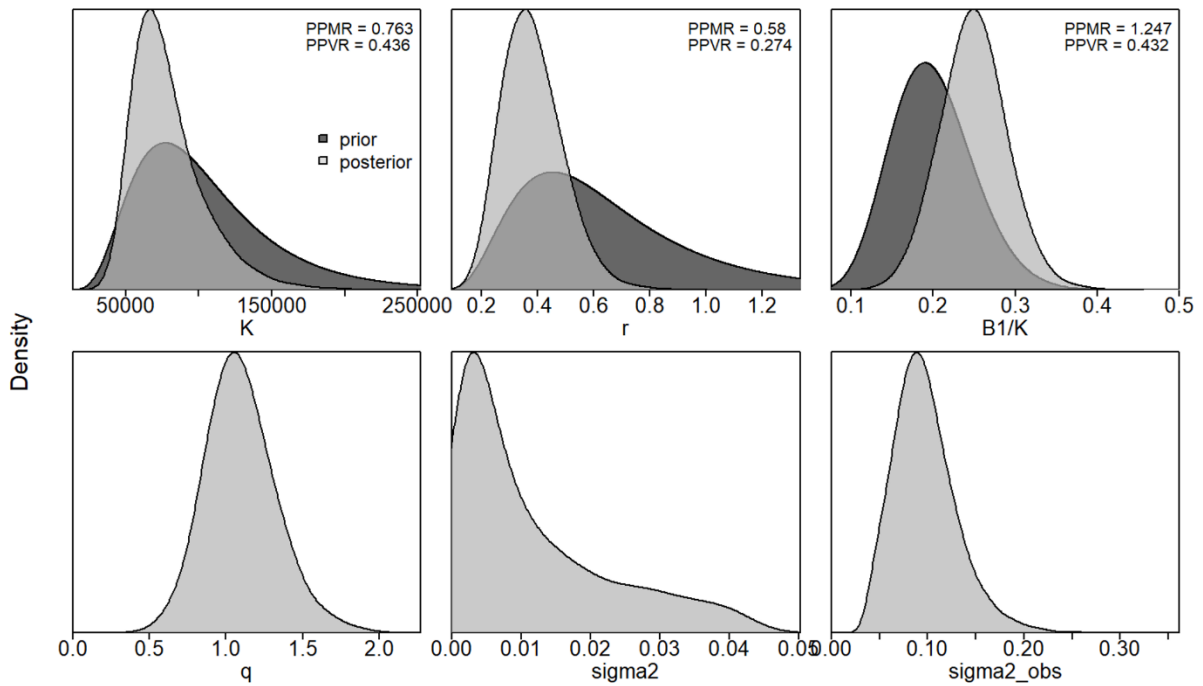 PPMR = 0.763
PPVR = 0.436
prior
posterior
50000 150000 250000
K
PPMR = 0.58
PPVR = 0.274
0.2 0.4 0.6 0.8 1.0 1.2
r
PPMR = 1.247
PPVR = 0.432
0.1 0.2 0.3 0.4 0.5
B1/K
Density
0.0 0.5 1.0 1.5 2.0
q
0.00 0.01 0.02 0.03 0.04 0.05
sigma2
0.00 0.10 0.20 0.30
sigma2_obs